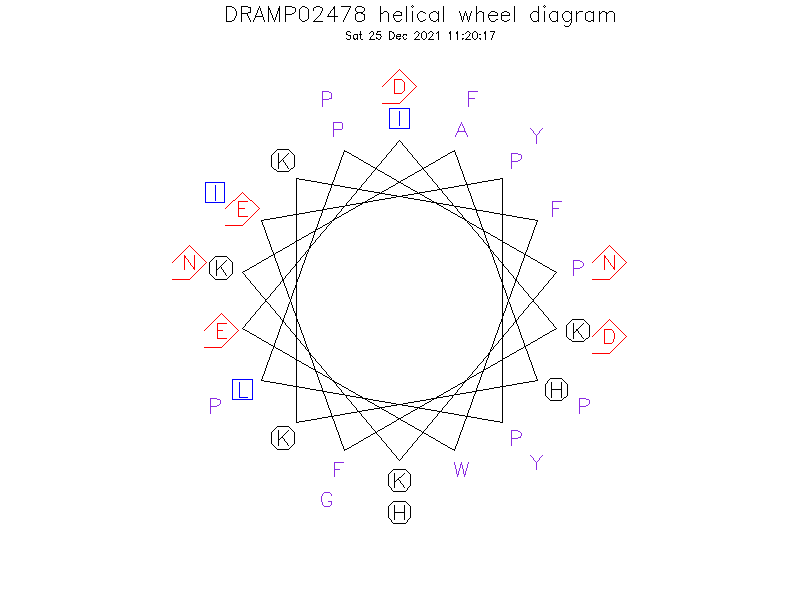 DRAMP02478 helical wheel diagram
Sat 25 Dec 2021 11:20:17
D
P F
I
P A
Y
K P
I
E F
N K P N
E K D
L H
P P
K P
F W Y
K
G
H